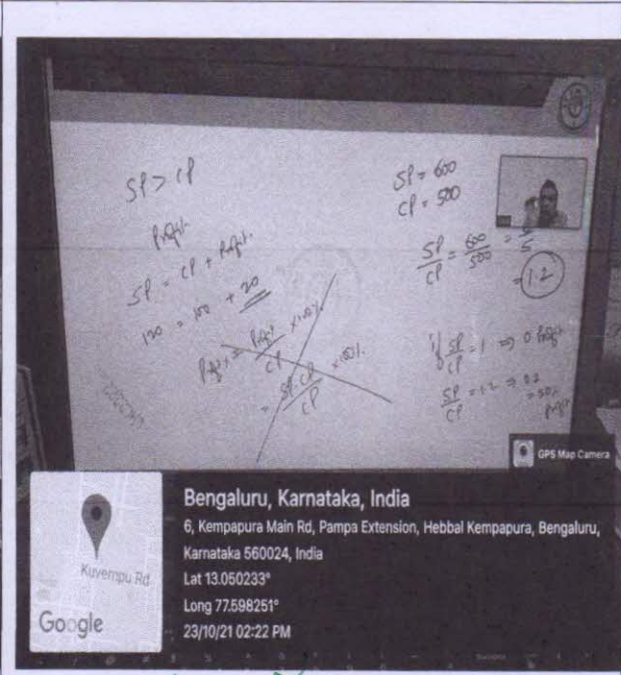 SP > CP
Profit.
SP = CP + Profit.
120 = 100 + 20
Profit % = Profit / CP × 100%
= SP-CP / CP × 100%
SP = 600
CP = 500
SP / CP = 600 / 500 = 6 / 5
= 1.2
if SP / CP = 1 ⇒ 0 Profit
SP / CP = 1.2 ⇒ 0.2
= 20%
Profit
GPS Map Camera
Kuvempu Rd
Google
Bengaluru, Karnataka, India
6, Kempapura Main Rd, Pampa Extension, Hebbal Kempapura, Bengaluru,
Karnataka 560024, India
Lat 13.050233°
Long 77.598251°
23/10/21 02:22 PM